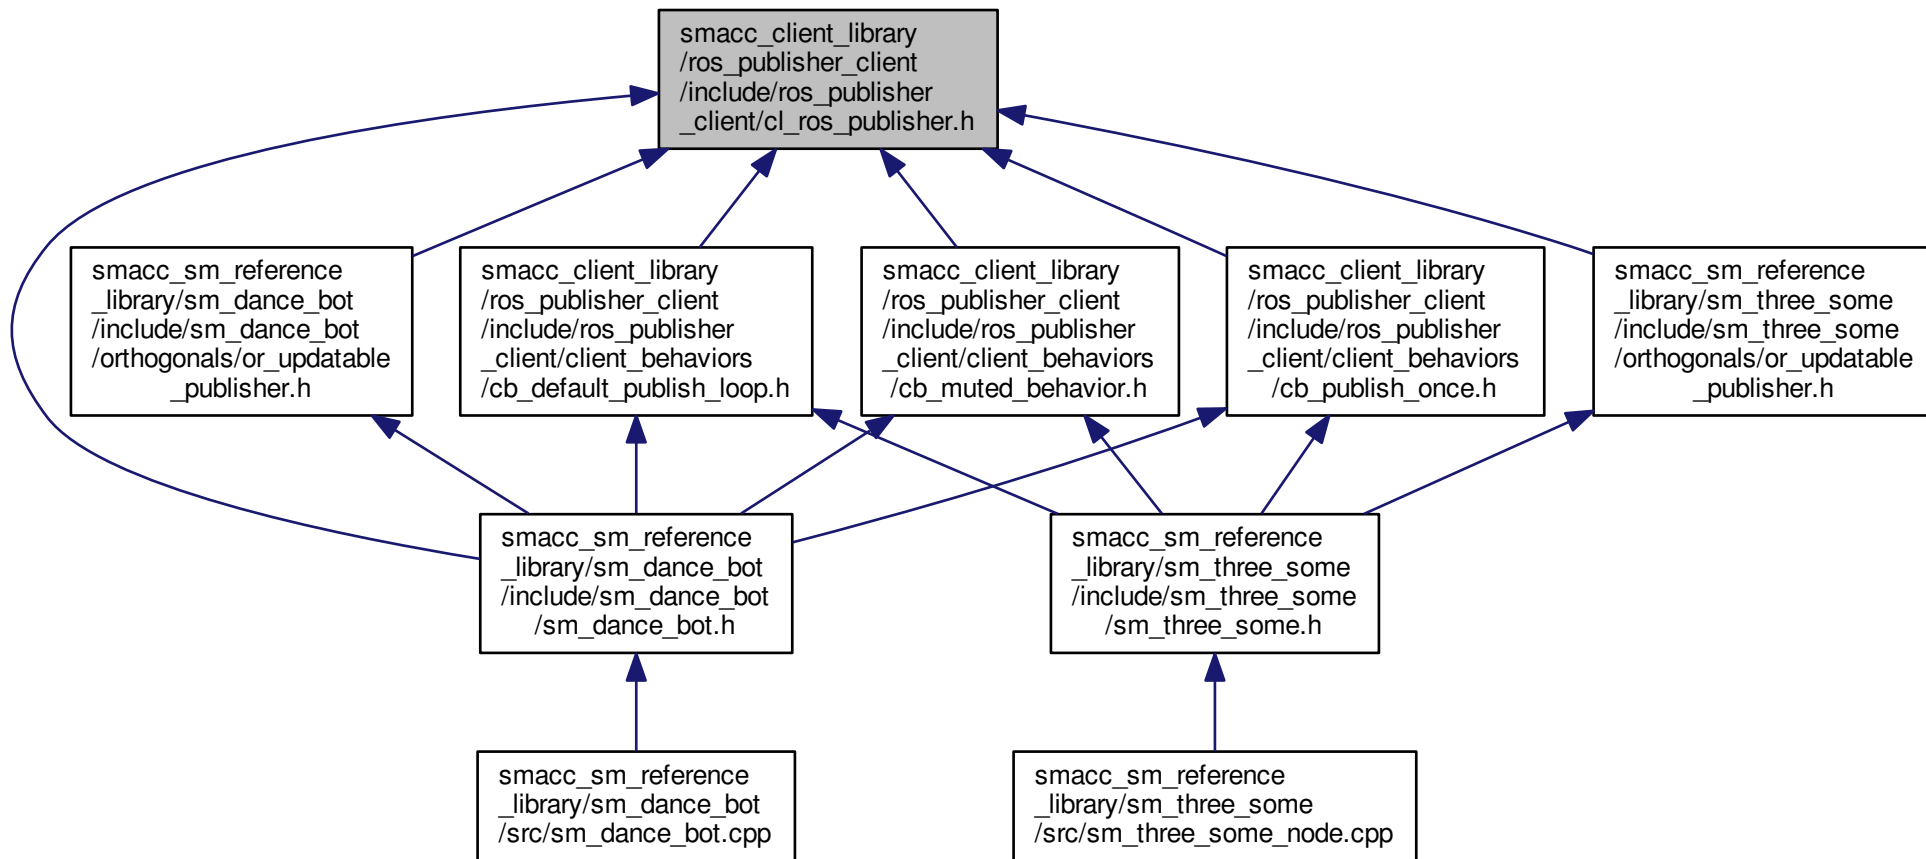 smacc_client_library
/ros_publisher_client
/include/ros_publisher
_client/cl_ros_publisher.h
smacc_sm_reference
_library/sm_dance_bot
/include/sm_dance_bot
/orthogonals/or_updatable
_publisher.h
smacc_client_library
/ros_publisher_client
/include/ros_publisher
_client/client_behaviors
/cb_default_publish_loop.h
smacc_client_library
/ros_publisher_client
/include/ros_publisher
_client/client_behaviors
/cb_muted_behavior.h
smacc_client_library
/ros_publisher_client
/include/ros_publisher
_client/client_behaviors
/cb_publish_once.h
smacc_sm_reference
_library/sm_three_some
/include/sm_three_some
/orthogonals/or_updatable
_publisher.h
smacc_sm_reference
_library/sm_dance_bot
/include/sm_dance_bot
/sm_dance_bot.h
smacc_sm_reference
_library/sm_three_some
/include/sm_three_some
/sm_three_some.h
smacc_sm_reference
_library/sm_dance_bot
/src/sm_dance_bot.cpp
smacc_sm_reference
_library/sm_three_some
/src/sm_three_some_node.cpp